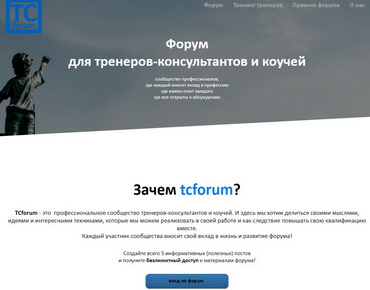 TC
forum
Форум Тренинг тренеров Правила форума О нас
Форум
для тренеров-консультантов и коучей
сообщество профессионалов,
где каждый вносит вклад в профессию
где важен опыт каждого
где все открыты к обсуждению
Зачем tcforum?
TCforum - это профессиональное сообщество тренеров-консультантов и коучей. И здесь мы хотим делиться своими мыслями,
идеями и интересными техниками, которые мы можем реализовать в своей работе и как следствие повышать свою квалификацию
вместе.
Каждый участник сообщества вносит свой вклад в жизнь и развитие форума!
Создайте всего 5 информативных (полезных) постов
и получите безлимитный доступ к материалам форума!
вход на форум